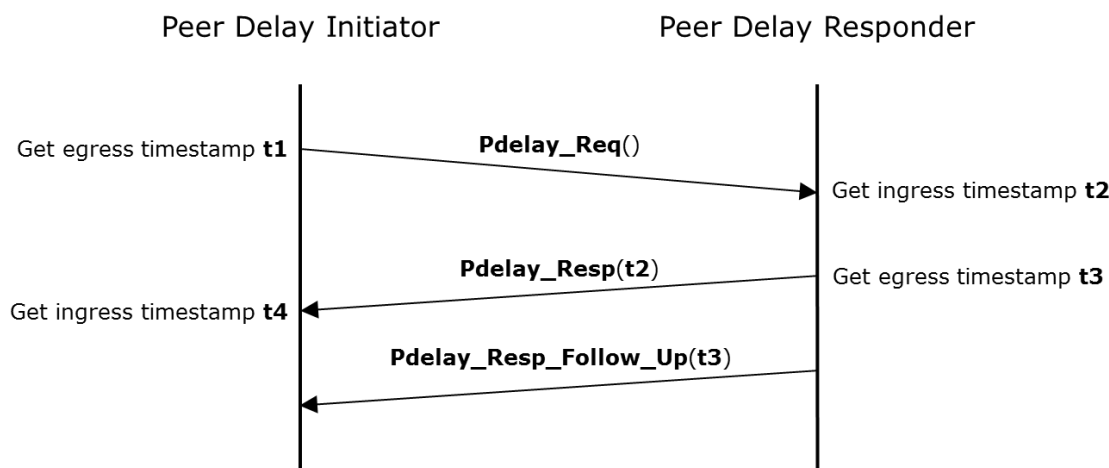 Peer Delay Initiator
Peer Delay Responder
Get egress timestamp t1
Pdelay_Req()
Get ingress timestamp t2
Pdelay_Resp(t2)
Get egress timestamp t3
Get ingress timestamp t4
Pdelay_Resp_Follow_Up(t3)